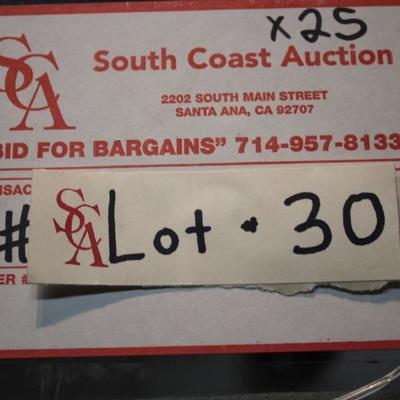 x25
SCA South Coast Auction
2202 SOUTH MAIN STREET
SANTA ANA, CA 92707
BID FOR BARGAINS” 714-957-8133
#
SCA Lot • 30
ER #